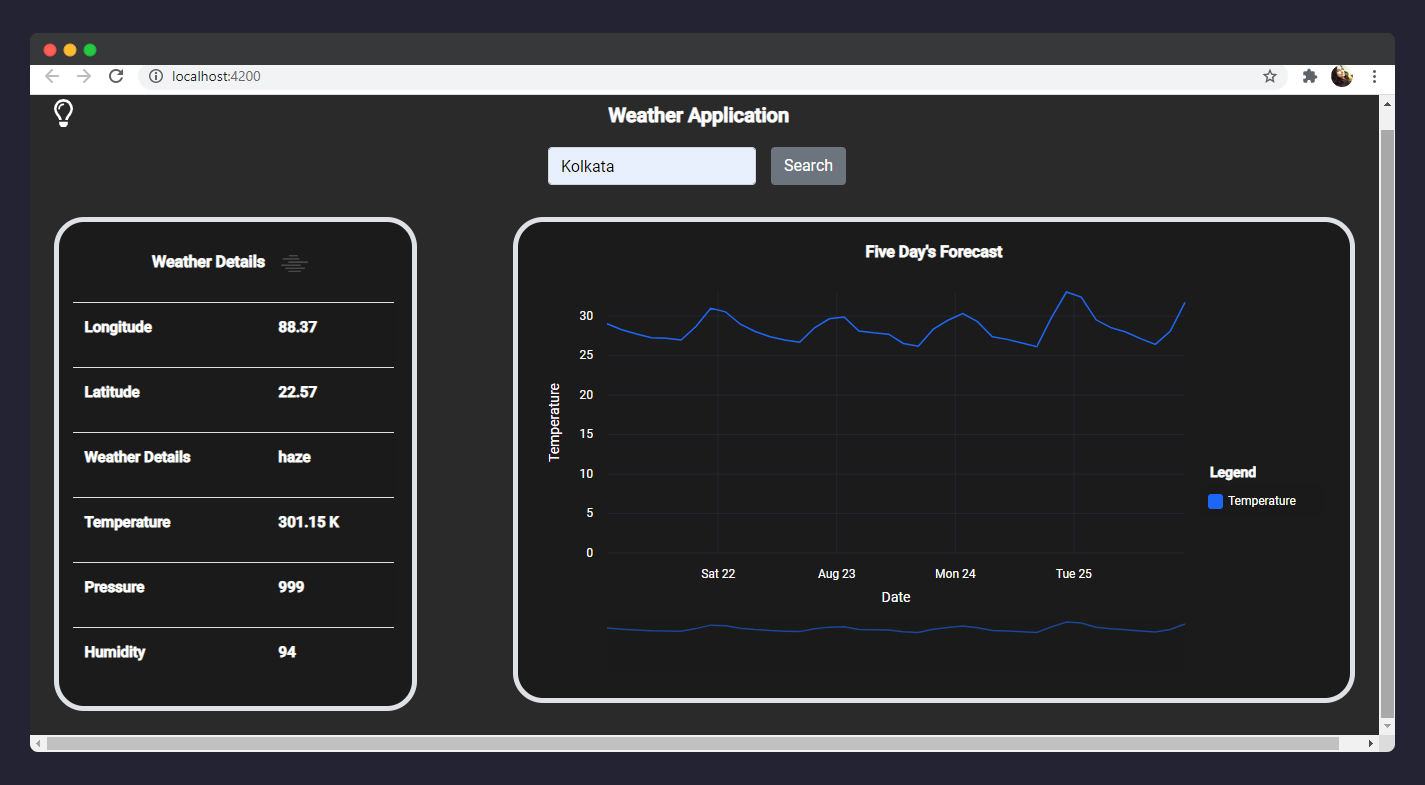 localhost:4200
Weather Application
Kolkata
Search
Weather Details
Longitude 88.37
Latitude 22.57
Weather Details haze
Temperature 301.15 K
Pressure 999
Humidity 94
Five Day's Forecast
30
25
20
15
10
5
0
Temperature
Sat 22 Aug 23 Mon 24 Tue 25
Date
Legend
Temperature